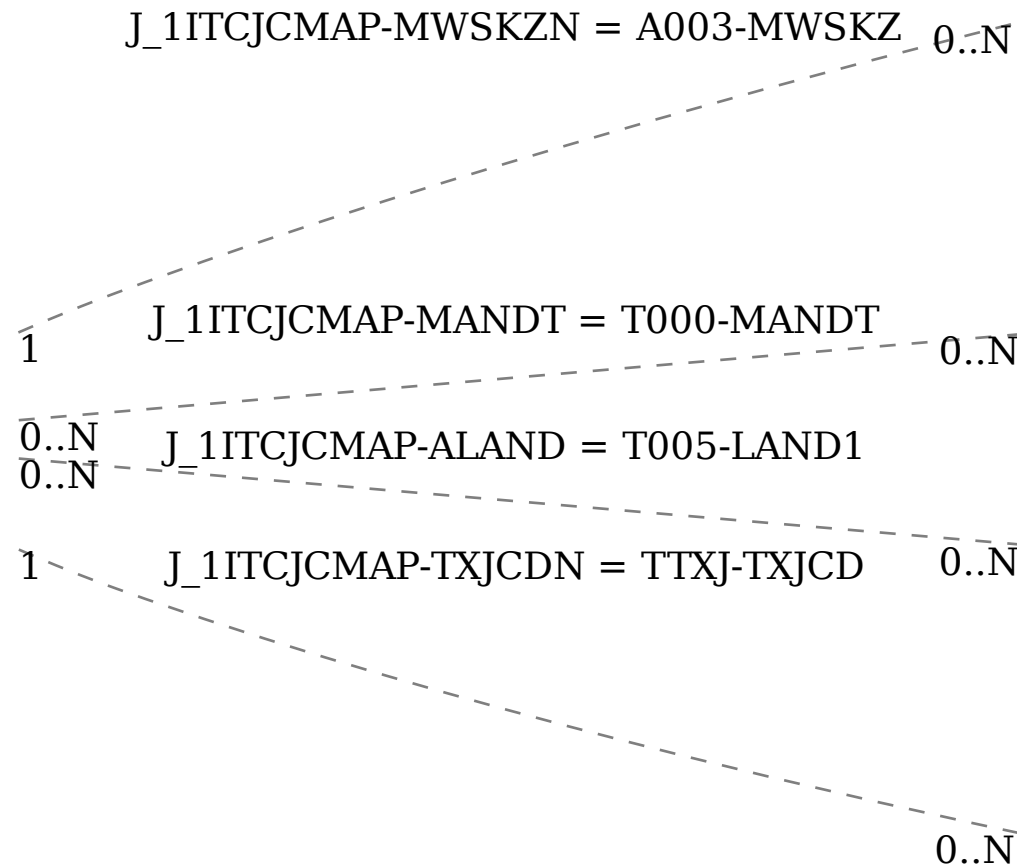 J_1ITCJCMAP-MWSKZN = A003-MWSKZ
0..N
J_1ITCJCMAP-MANDT = T000-MANDT
1
0..N
0..N
J_1ITCJCMAP-ALAND = T005-LAND1
0..N
1
J_1ITCJCMAP-TXJCDN = TTXJ-TXJCD
0..N
0..N